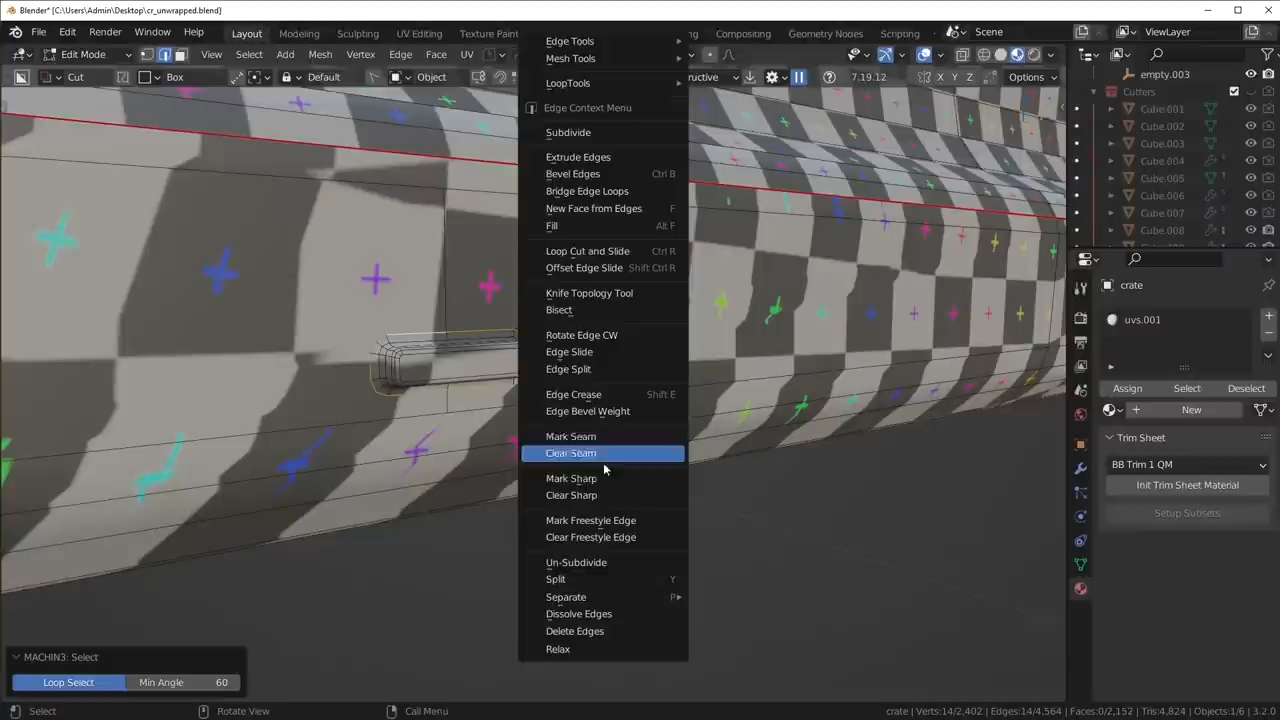 Blender* [C:\Users\Admin\Desktop\cr_unwrapped.blend]
File Edit Render Window Help Layout Modeling Sculpting UV Editing Texture Paint Compositing Geometry Nodes Scripting Scene ViewLayer
Edit Mode View Select Add Mesh Vertex Edge Face UV
Cut Box Default Object ructive 7.19.12 X Y Z Options
empty.003
Cutters
Cube.001
Cube.002
Cube.003
Cube.004
Cube.005
Cube.006
Cube.007
Cube.008
Edge Tools
Mesh Tools
LoopTools
Edge Context Menu
Subdivide
Extrude Edges
Bevel Edges Ctrl B
Bridge Edge Loops
New Face from Edges F
Fill Alt F
Loop Cut and Slide Ctrl R
Offset Edge Slide Shift Ctrl R
Knife Topology Tool
Bisect
Rotate Edge CW
Edge Slide
Edge Split
Edge Crease Shift E
Edge Bevel Weight
Mark Seam
Clear Seam
Mark Sharp
Clear Sharp
Mark Freestyle Edge
Clear Freestyle Edge
Un-Subdivide
Split Y
Separate P
Dissolve Edges
Delete Edges
Relax
crate
uvs.001
Assign Select Deselect
New
Trim Sheet
BB Trim 1 QM
Init Trim Sheet Material
Setup Subsets
MACHIN3: Select
Loop Select Min Angle 60
Select Rotate View Call Menu crate | Verts:14/2,402 | Edges:14/4,564 | Faces:0/2,152 | Tris:4,824 | Objects:1/6 | 3.2.0